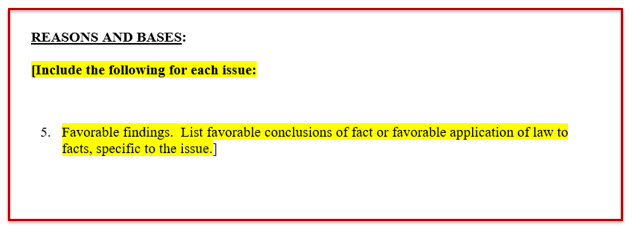 REASONS AND BASES:
[Include the following for each issue:
5. Favorable findings. List favorable conclusions of fact or favorable application of law to
facts, specific to the issue.]